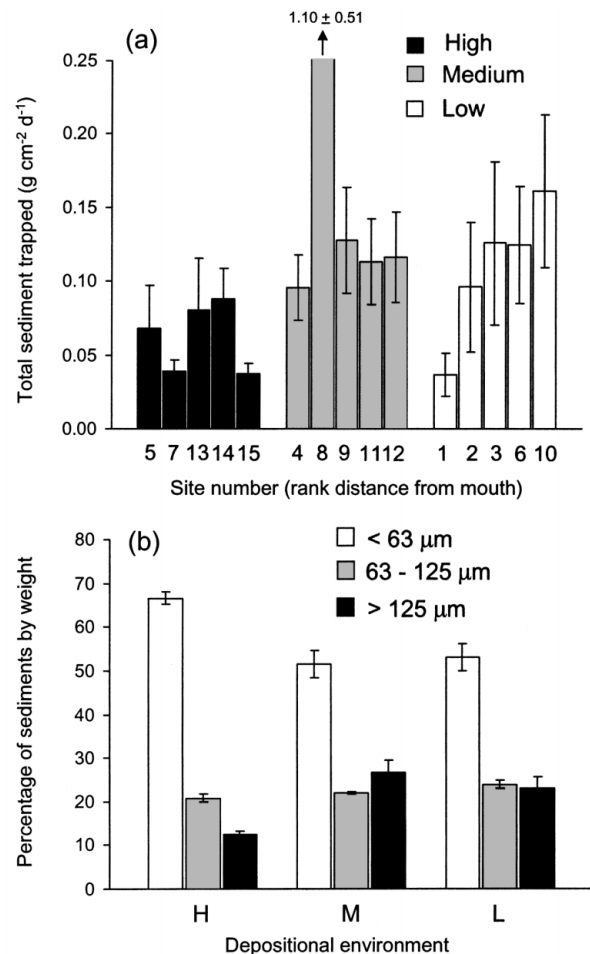 1.10 ± 0.51
(a)
High
Medium
Low
Total sediment trapped (g cm-2 d-1)
0.25
0.20
0.15
0.10
0.05
0.00
5 7 13 14 15 4 8 9 11 12 1 2 3 6 10
Site number (rank distance from mouth)
(b)
< 63 μm
63 - 125 μm
> 125 μm
Percentage of sediments by weight
80
70
60
50
40
30
20
10
0
H M L
Depositional environment